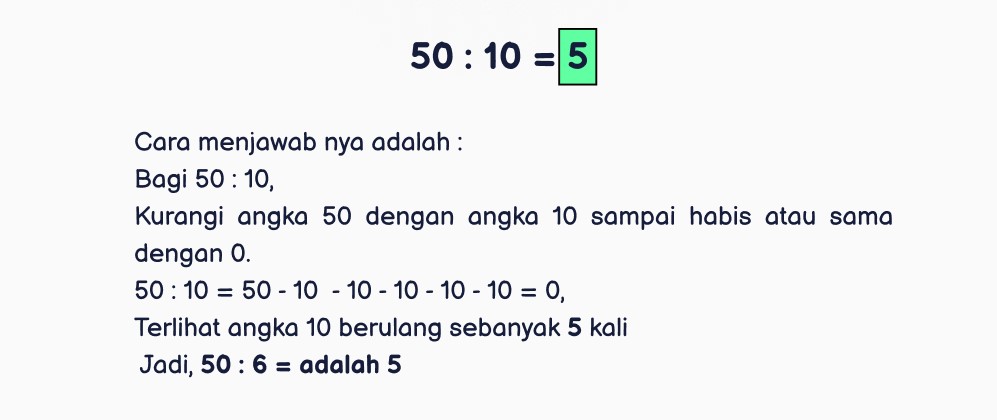 50 : 10 = 5
Cara menjawab nya adalah :
Bagi 50 : 10,
Kurangi angka 50 dengan angka 10 sampai habis atau sama
dengan 0.
50 : 10 = 50 - 10 - 10 - 10 - 10 - 10 = 0,
Terlihat angka 10 berulang sebanyak 5 kali
Jadi, 50 : 6 = adalah 5